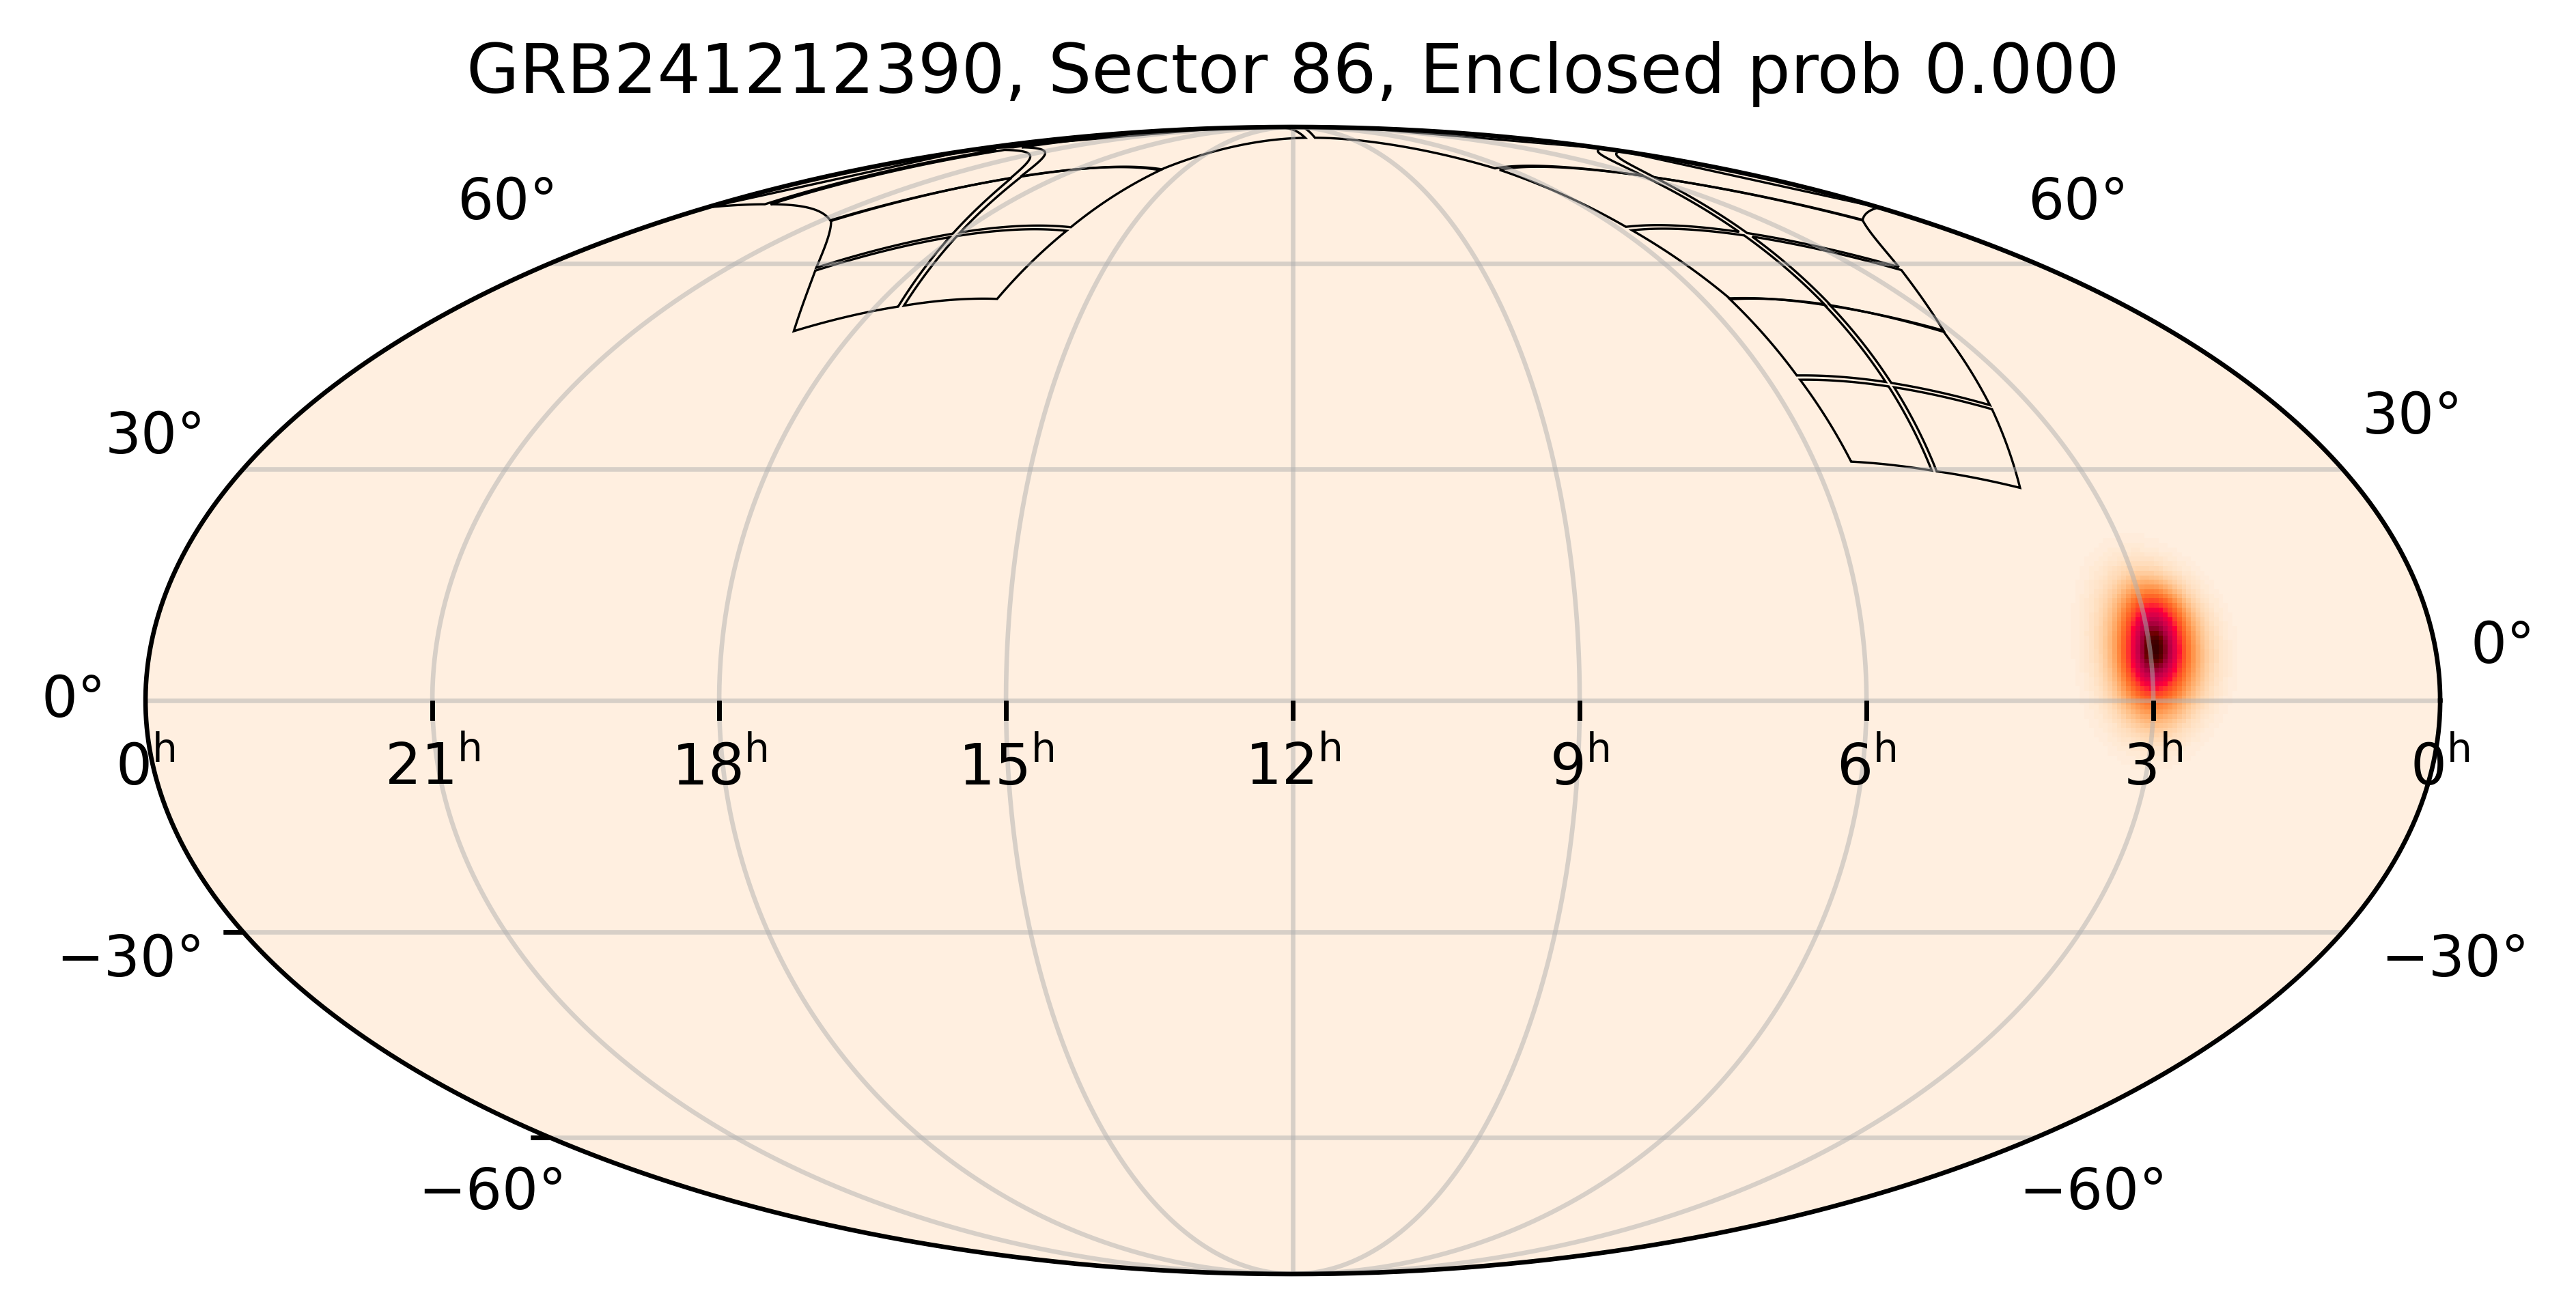 GRB241212390, Sector 86, Enclosed prob 0.000
60° 60°
30° 30°
0° 0°
0h 21h 18h 15h 12h 9h 6h 3h 0h
−30° −30°
−60° −60°